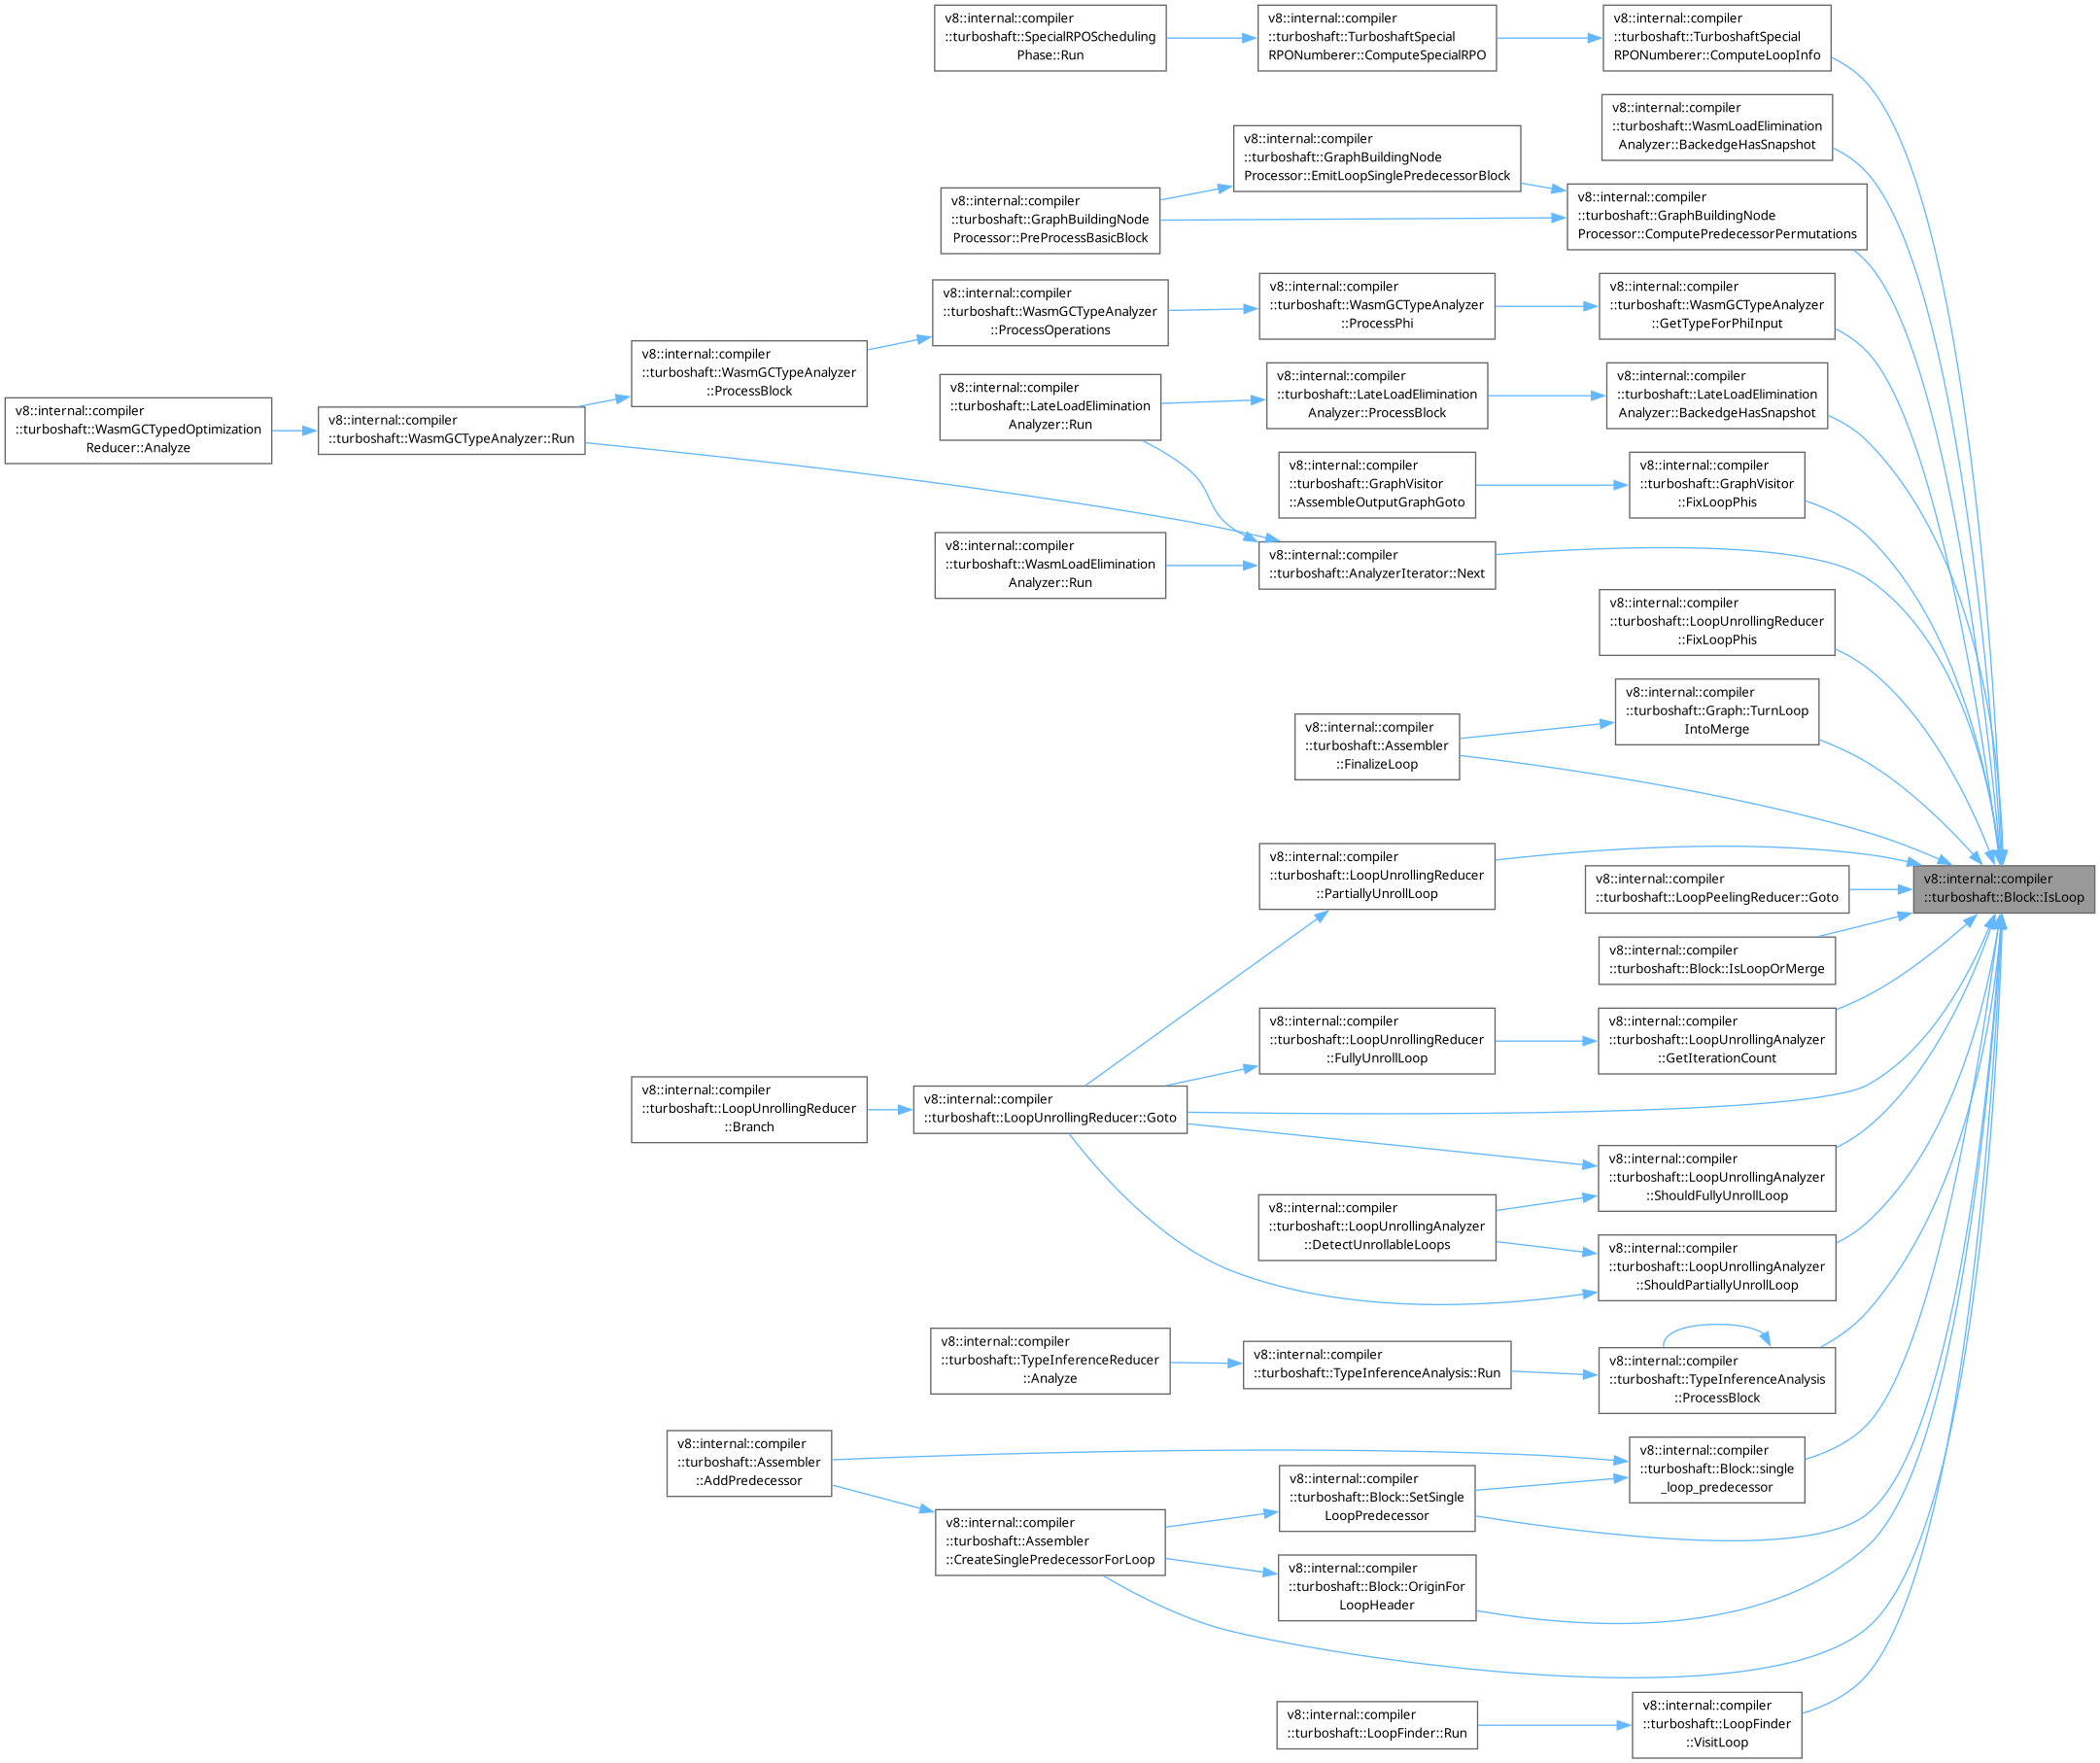 v8::internal::compiler
::turboshaft::SpecialRPOScheduling
Phase::Run
v8::internal::compiler
::turboshaft::TurboshaftSpecial
RPONumberer::ComputeSpecialRPO
v8::internal::compiler
::turboshaft::TurboshaftSpecial
RPONumberer::ComputeLoopInfo
v8::internal::compiler
::turboshaft::WasmLoadElimination
Analyzer::BackedgeHasSnapshot
v8::internal::compiler
::turboshaft::GraphBuildingNode
Processor::EmitLoopSinglePredecessorBlock
v8::internal::compiler
::turboshaft::GraphBuildingNode
Processor::PreProcessBasicBlock
v8::internal::compiler
::turboshaft::GraphBuildingNode
Processor::ComputePredecessorPermutations
v8::internal::compiler
::turboshaft::WasmGCTypeAnalyzer
::ProcessOperations
v8::internal::compiler
::turboshaft::WasmGCTypeAnalyzer
::ProcessPhi
v8::internal::compiler
::turboshaft::WasmGCTypeAnalyzer
::GetTypeForPhiInput
v8::internal::compiler
::turboshaft::WasmGCTypeAnalyzer
::ProcessBlock
v8::internal::compiler
::turboshaft::LateLoadElimination
Analyzer::Run
v8::internal::compiler
::turboshaft::LateLoadElimination
Analyzer::ProcessBlock
v8::internal::compiler
::turboshaft::LateLoadElimination
Analyzer::BackedgeHasSnapshot
v8::internal::compiler
::turboshaft::WasmGCTypedOptimization
Reducer::Analyze
v8::internal::compiler
::turboshaft::WasmGCTypeAnalyzer::Run
v8::internal::compiler
::turboshaft::GraphVisitor
::AssembleOutputGraphGoto
v8::internal::compiler
::turboshaft::GraphVisitor
::FixLoopPhis
v8::internal::compiler
::turboshaft::WasmLoadElimination
Analyzer::Run
v8::internal::compiler
::turboshaft::AnalyzerIterator::Next
v8::internal::compiler
::turboshaft::LoopUnrollingReducer
::FixLoopPhis
v8::internal::compiler
::turboshaft::Graph::TurnLoop
IntoMerge
v8::internal::compiler
::turboshaft::Assembler
::FinalizeLoop
v8::internal::compiler
::turboshaft::LoopUnrollingReducer
::PartiallyUnrollLoop
v8::internal::compiler
::turboshaft::LoopPeelingReducer::Goto
v8::internal::compiler
::turboshaft::Block::IsLoop
v8::internal::compiler
::turboshaft::Block::IsLoopOrMerge
v8::internal::compiler
::turboshaft::LoopUnrollingReducer
::FullyUnrollLoop
v8::internal::compiler
::turboshaft::LoopUnrollingAnalyzer
::GetIterationCount
v8::internal::compiler
::turboshaft::LoopUnrollingReducer
::Branch
v8::internal::compiler
::turboshaft::LoopUnrollingReducer::Goto
v8::internal::compiler
::turboshaft::LoopUnrollingAnalyzer
::ShouldFullyUnrollLoop
v8::internal::compiler
::turboshaft::LoopUnrollingAnalyzer
::DetectUnrollableLoops
v8::internal::compiler
::turboshaft::LoopUnrollingAnalyzer
::ShouldPartiallyUnrollLoop
v8::internal::compiler
::turboshaft::TypeInferenceReducer
::Analyze
v8::internal::compiler
::turboshaft::TypeInferenceAnalysis::Run
v8::internal::compiler
::turboshaft::TypeInferenceAnalysis
::ProcessBlock
v8::internal::compiler
::turboshaft::Assembler
::AddPredecessor
v8::internal::compiler
::turboshaft::Block::single
_loop_predecessor
v8::internal::compiler
::turboshaft::Block::SetSingle
LoopPredecessor
v8::internal::compiler
::turboshaft::Assembler
::CreateSinglePredecessorForLoop
v8::internal::compiler
::turboshaft::Block::OriginFor
LoopHeader
v8::internal::compiler
::turboshaft::LoopFinder::Run
v8::internal::compiler
::turboshaft::LoopFinder
::VisitLoop